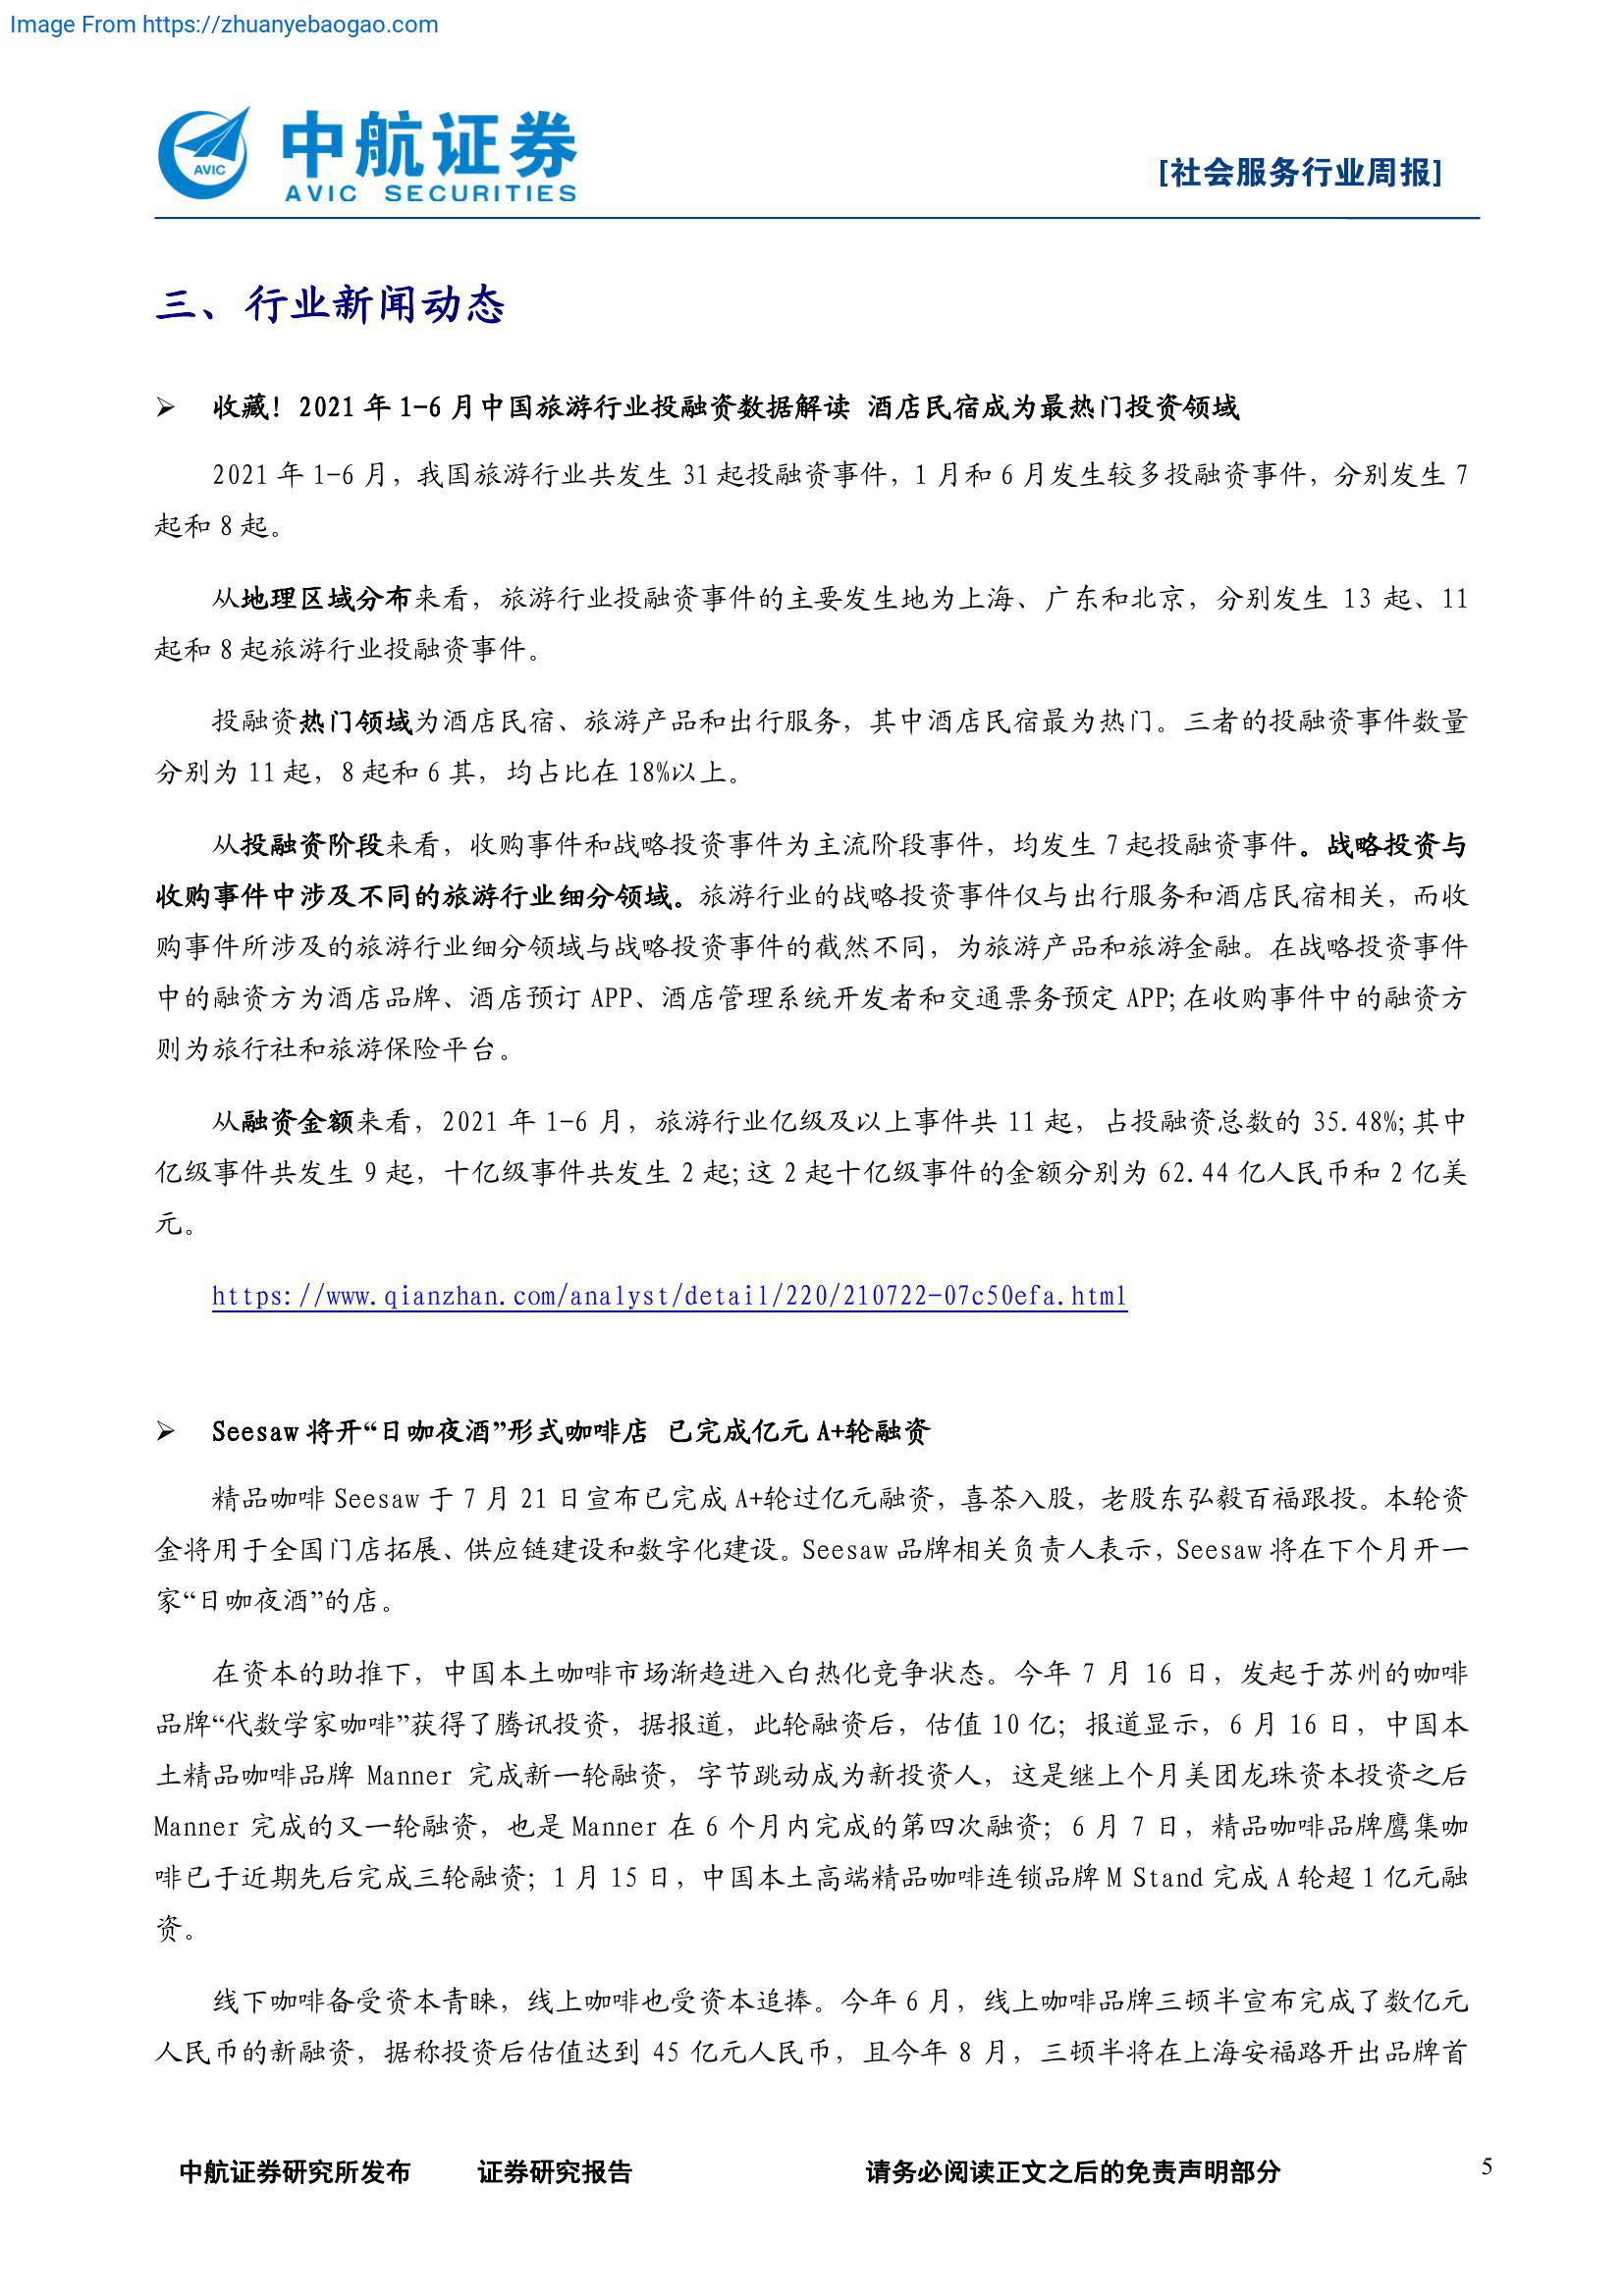 Image From https://zhuanyebaogao.com
AVIC
中航证券
AVIC SECURITIES
[社会服务行业周报]
三、行业新闻动态
➢ 收藏！2021 年 1-6 月中国旅游行业投融资数据解读 酒店民宿成为最热门投资领域
2021 年 1-6 月，我国旅游行业共发生 31 起投融资事件，1 月和 6 月发生较多投融资事件，分别发生 7
起和 8 起。
从地理区域分布来看，旅游行业投融资事件的主要发生地为上海、广东和北京，分别发生 13 起、11
起和 8 起旅游行业投融资事件。
投融资热门领域为酒店民宿、旅游产品和出行服务，其中酒店民宿最为热门。三者的投融资事件数量
分别为 11 起，8 起和 6 其，均占比在 18%以上。
从投融资阶段来看，收购事件和战略投资事件为主流阶段事件，均发生 7 起投融资事件。战略投资与
收购事件中涉及不同的旅游行业细分领域。旅游行业的战略投资事件仅与出行服务和酒店民宿相关，而收
购事件所涉及的旅游行业细分领域与战略投资事件的截然不同，为旅游产品和旅游金融。在战略投资事件
中的融资方为酒店品牌、酒店预订 APP、酒店管理系统开发者和交通票务预定 APP;在收购事件中的融资方
则为旅行社和旅游保险平台。
从融资金额来看，2021 年 1-6 月，旅游行业亿级及以上事件共 11 起，占投融资总数的 35.48%;其中
亿级事件共发生 9 起，十亿级事件共发生 2 起;这 2 起十亿级事件的金额分别为 62.44 亿人民币和 2 亿美
元。
https://www.qianzhan.com/analyst/detail/220/210722-07c50efa.html
➢ Seesaw 将开“日咖夜酒”形式咖啡店 已完成亿元 A+轮融资
精品咖啡 Seesaw 于 7 月 21 日宣布已完成 A+轮过亿元融资，喜茶入股，老股东弘毅百福跟投。本轮资
金将用于全国门店拓展、供应链建设和数字化建设。Seesaw 品牌相关负责人表示，Seesaw 将在下个月开一
家“日咖夜酒”的店。
在资本的助推下，中国本土咖啡市场渐趋进入白热化竞争状态。今年 7 月 16 日，发起于苏州的咖啡
品牌“代数学家咖啡”获得了腾讯投资，据报道，此轮融资后，估值 10 亿；报道显示，6 月 16 日，中国本
土精品咖啡品牌 Manner 完成新一轮融资，字节跳动成为新投资人，这是继上个月美团龙珠资本投资之后
Manner 完成的又一轮融资，也是 Manner 在 6 个月内完成的第四次融资；6 月 7 日，精品咖啡品牌鹰集咖
啡已于近期先后完成三轮融资；1 月 15 日，中国本土高端精品咖啡连锁品牌 M Stand 完成 A 轮超 1 亿元融
资。
线下咖啡备受资本青睐，线上咖啡也受资本追捧。今年 6 月，线上咖啡品牌三顿半宣布完成了数亿元
人民币的新融资，据称投资后估值达到 45 亿元人民币，且今年 8 月，三顿半将在上海安福路开出品牌首
中航证券研究所发布 证券研究报告 请务必阅读正文之后的免责声明部分 5